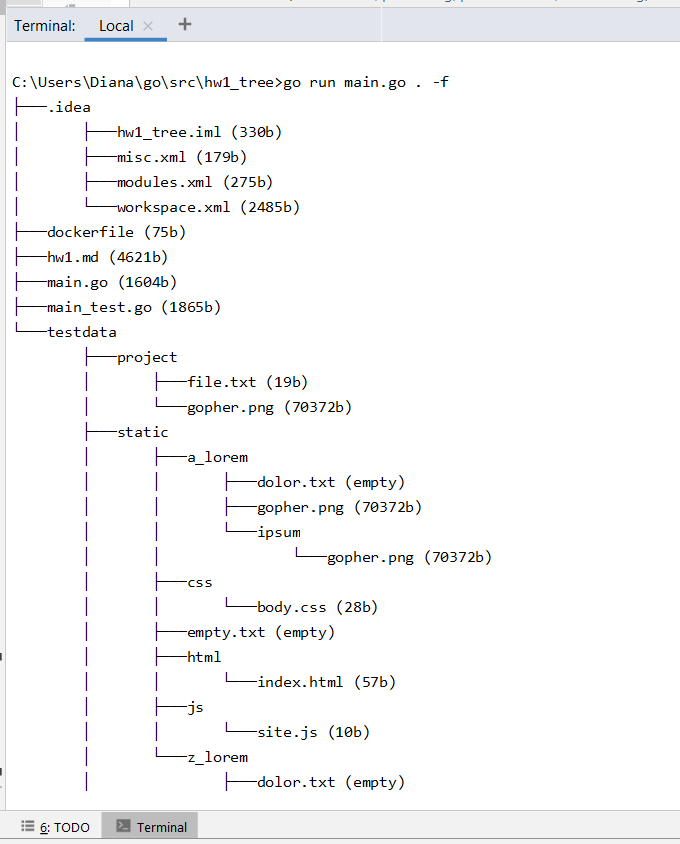 Terminal: Local × +
C:\Users\Diana\go\src\hw1_tree>go run main.go . -f
├───.idea
│	├───hw1_tree.iml (330b)
│	├───misc.xml (179b)
│	├───modules.xml (275b)
│	└───workspace.xml (2485b)
├───dockerfile (75b)
├───hw1.md (4621b)
├───main.go (1604b)
├───main_test.go (1865b)
└───testdata
	├───project
	│	├───file.txt (19b)
	│	└───gopher.png (70372b)
	├───static
	│	├───a_lorem
	│	│	├───dolor.txt (empty)
	│	│	├───gopher.png (70372b)
	│	│	└───ipsum
	│	│		└───gopher.png (70372b)
	│	├───css
	│	│	└───body.css (28b)
	│	├───empty.txt (empty)
	│	├───html
	│	│	└───index.html (57b)
	│	├───js
	│	│	└───site.js (10b)
	│	└───z_lorem
	│		├───dolor.txt (empty)
6: TODO Terminal